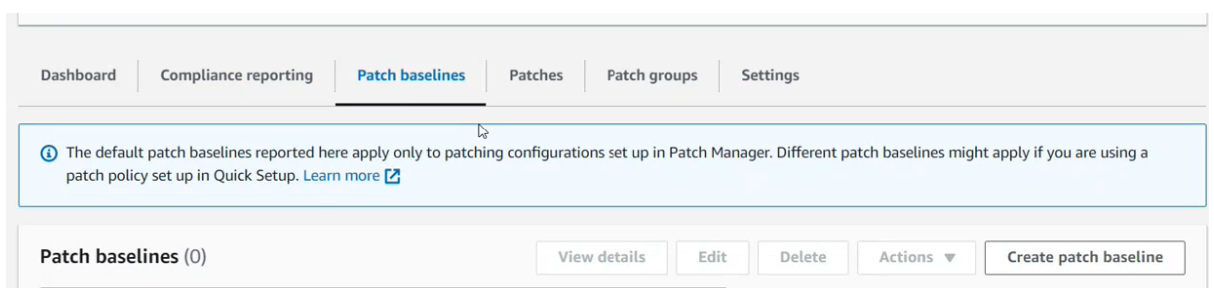 Dashboard Compliance reporting Patch baselines Patches Patch groups Settings
The default patch baselines reported here apply only to patching configurations set up in Patch Manager. Different patch baselines might apply if you are using a
patch policy set up in Quick Setup. Learn more
Patch baselines (0) View details Edit Delete Actions Create patch baseline